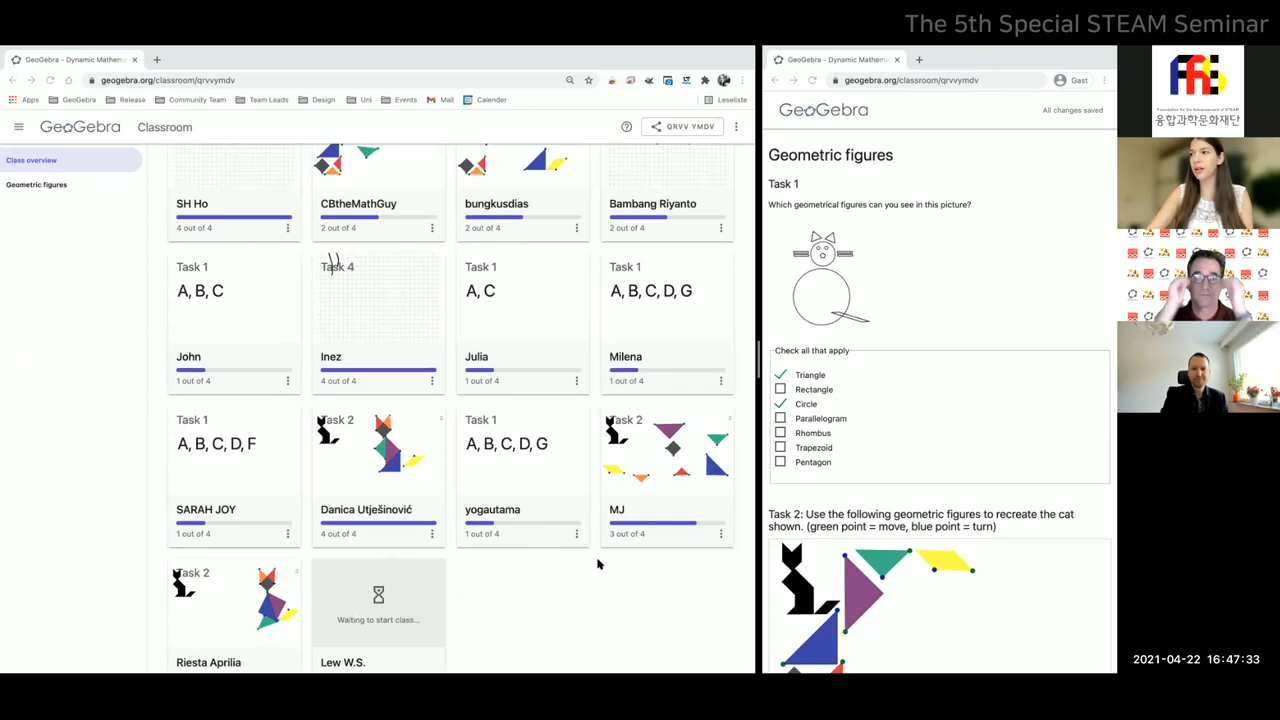 The 5th Special STEAM Seminar
GeoGebra - Dynamic Mathema
geogebra.org/classroom/qrvvymdv
Apps
GeoGebra
Release
Community Team
Team Leads
Design
Uni
Events
Mail
Calender
Leseliste
GeoGebra
Classroom
QRVV YMDV
Class overview
Geometric figures
SH Ho
4 out of 4
CBtheMathGuy
2 out of 4
bungkusdias
2 out of 4
Bambang Riyanto
2 out of 4
Task 1
A, B, C
John
1 out of 4
Task 4
Inez
4 out of 4
Task 1
A, C
Julia
1 out of 4
Task 1
A, B, C, D, G
Milena
1 out of 4
Task 1
A, B, C, D, F
SARAH JOY
1 out of 4
Task 2
Danica Utješinović
4 out of 4
Task 1
A, B, C, D, G
yogautama
1 out of 4
Task 2
MJ
3 out of 4
Task 2
Riesta Aprilia
Waiting to start class...
Lew W.S.
GeoGebra - Dynamic Mathema
geogebra.org/classroom/qrvvymdv
Gast
GeoGebra
All changes saved
Geometric figures
Task 1
Which geometrical figures can you see in this picture?
Check all that apply
Triangle
Rectangle
Circle
Parallelogram
Rhombus
Trapezoid
Pentagon
Task 2: Use the following geometric figures to recreate the cat
shown. (green point = move, blue point = turn)
Foundation for the Advancement of STEAM
융합과학문화재단
2021-04-22 16:47:33